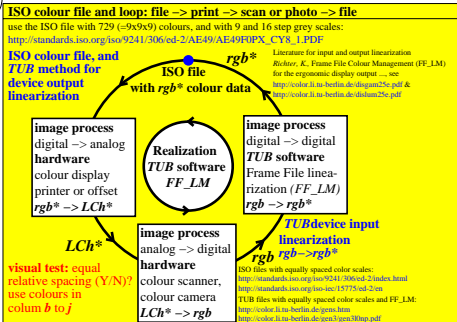 ISO colour file and loop: file –> print –> scan or photo –> file
use the ISO file with 729 (=9x9x9) colours, and with 9 and 16 step grey scales:
http://standards.iso.org/iso/9241/306/ed-2/AE49/AE49F0PX_CY8_1.PDF
ISO colour file, and
TUB method for
device output
linearization
rgb*
ISO file
with rgb* colour data
Literature for input and output linearization
Richter, K., Frame File Colour Management (FF_LM)
for the ergonomic display output ..., see
http://color.li.tu-berlin.de/disgam25e.pdf &
http://color.li.tu-berlin.de/dislum25e.pdf
image process
digital –> analog
hardware
colour display
printer or offset
rgb* –> LCh*
Realization
TUB software
FF_LM
image process
digital –> digital
TUB software
Frame File linea-
rization (FF_LM)
rgb –> rgb*
LCh*
image process
analog –> digital
hardware
colour scanner,
colour camera
LCh* –> rgb
TUB device input
linearization
rgb rgb–>rgb*
visual test: equal
relative spacing (Y/N)?
use colours in
colum b to j
ISO files with equally spaced color scales:
http://standards.iso.org/iso/9241/306/ed-2/index.html
http://standards.iso.org/iso-iec/15775/ed-2/en
TUB files with equally spaced color scales and FF_LM:
http://color.li.tu-berlin.de/gens.htm
http://color.li.tu-berlin.de/gen3/gen3l0np.pdf